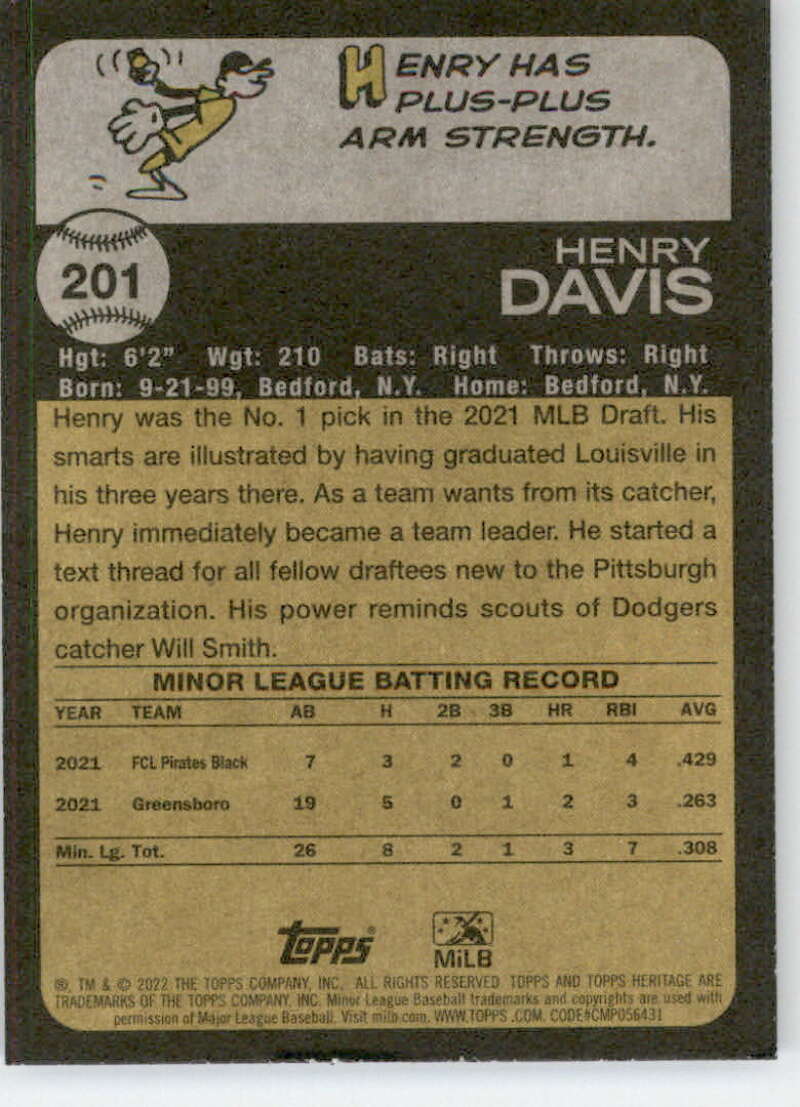 HENRY HAS
PLUS-PLUS
ARM STRENGTH.
201
HENRY
DAVIS
Hgt: 6'2" Wgt: 210 Bats: Right Throws: Right
Born: 9-21-99, Bedford, N.Y. Home: Bedford, N.Y.
Henry was the No. 1 pick in the 2021 MLB Draft. His
smarts are illustrated by having graduated Louisville in
his three years there. As a team wants from its catcher,
Henry immediately became a team leader. He started a
text thread for all fellow draftees new to the Pittsburgh
organization. His power reminds scouts of Dodgers
catcher Will Smith.
MINOR LEAGUE BATTING RECORD
YEAR TEAM AB H 2B 3B HR RBI AVG
2021 FCL Pirates Black 7 3 2 0 1 4 .429
2021 Greensboro 19 5 0 1 2 3 .263
Min. Lg. Tot. 26 8 2 1 3 7 .308
Topps® MiLB
®, TM & © 2022 THE TOPPS COMPANY, INC. ALL RIGHTS RESERVED TOPPS AND TOPPS HERITAGE ARE
TRADEMARKS OF THE TOPPS COMPANY, INC. Minor League Baseball trademarks and copyrights are used with
permission of Major League Baseball. Visit milb.com. WWW.TOPPS.COM. CODE#CMP056431